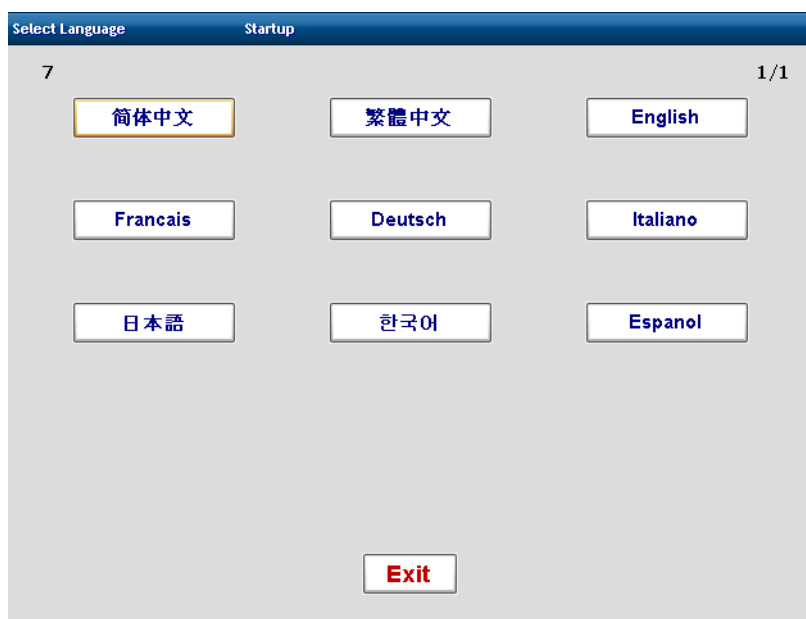 Select Language Startup
7 1/1
简体中文 繁體中文 English
Francais Deutsch Italiano
日本語 한국어 Espanol
Exit